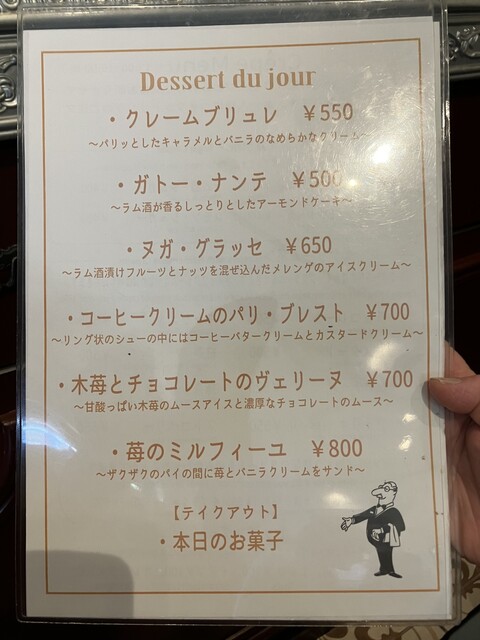 Dessert du jour
・クレームブリュレ ￥550
～パリッとしたキャラメルとバニラのなめらかなクリーム～
・ガトー・ナンテ ￥500
～ラム酒が香るしっとりとしたアーモンドケーキ～
・ヌガ・グラッセ ￥650
～ラム酒漬けフルーツとナッツを混ぜ込んだメレンゲのアイスクリーム～
・コーヒークリームのパリ・ブレスト ￥700
～リング状のシューの中にはコーヒーバタークリームとカスタードクリーム～
・木苺とチョコレートのヴェリーヌ ￥700
～甘酸っぱい木苺のムースアイスと濃厚なチョコレートのムース～
・苺のミルフィーユ ￥800
～ザクザクのパイの間に苺とバニラクリームをサンド～
【テイクアウト】
・本日のお菓子